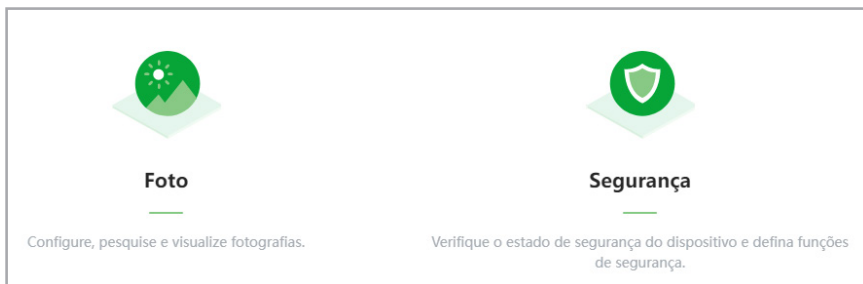 Foto
Configure, pesquise e visualize fotografias.
Segurança
Verifique o estado de segurança do dispositivo e defina funções
de segurança.